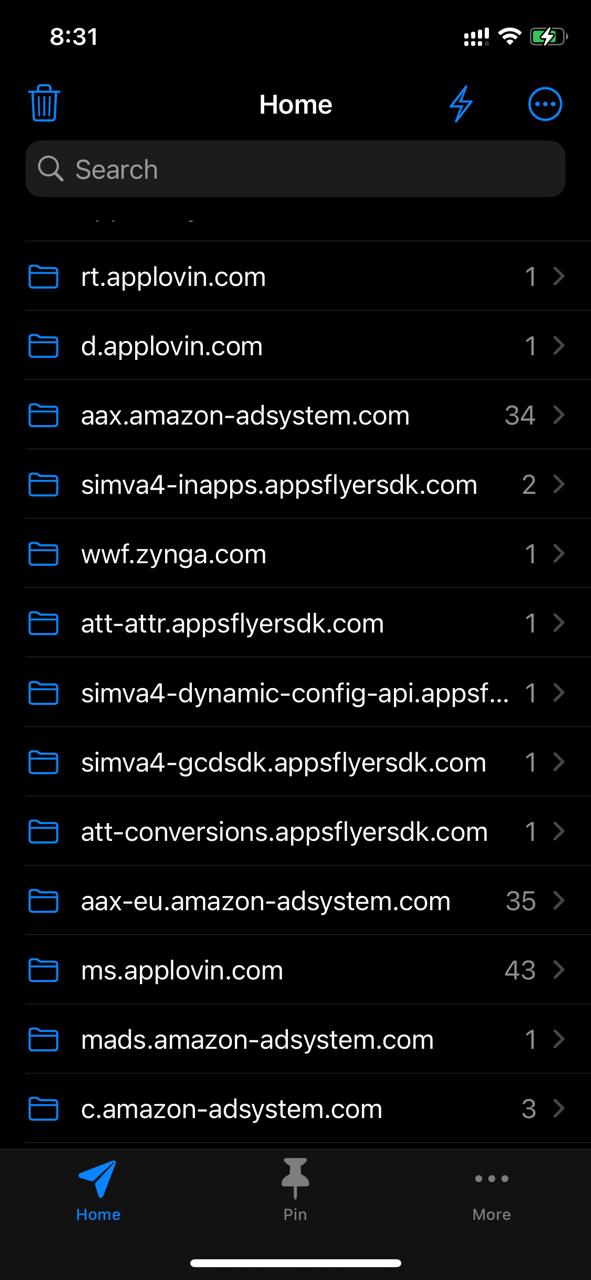 8:31
Home
Search
rt.applovin.com 1
d.applovin.com 1
aax.amazon-adsystem.com 34
simva4-inapps.appsflyersdk.com 2
wwf.zynga.com 1
att-attr.appsflyersdk.com 1
simva4-dynamic-config-api.appsf... 1
simva4-gcdsdk.appsflyersdk.com 1
att-conversions.appsflyersdk.com 1
aax-eu.amazon-adsystem.com 35
ms.applovin.com 43
mads.amazon-adsystem.com 1
c.amazon-adsystem.com 3
Home Pin More